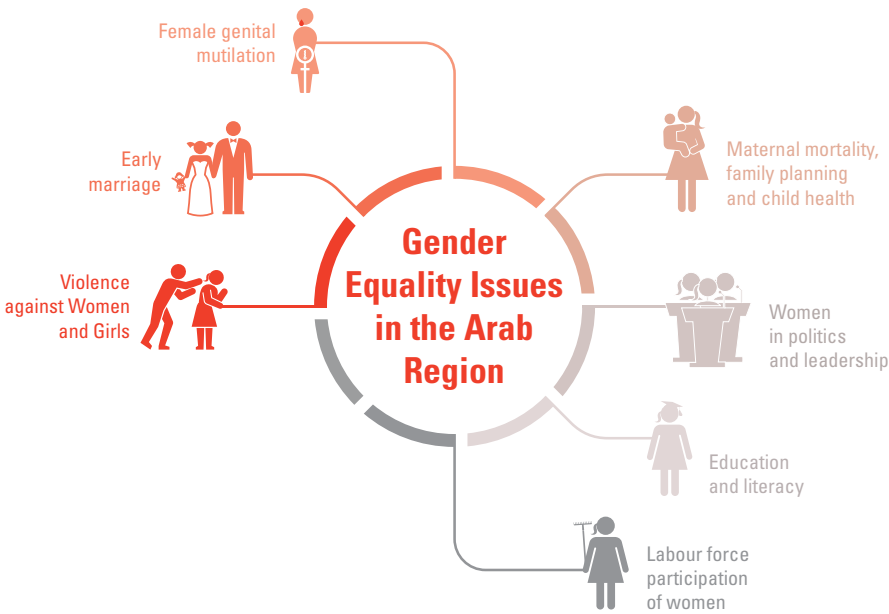 Female genital
mutilation
Early
marriage
Violence
against Women
and Girls
Gender
Equality Issues
in the Arab
Region
Maternal mortality,
family planning
and child health
Women
in politics
and leadership
Education
and literacy
Labour force
participation
of women